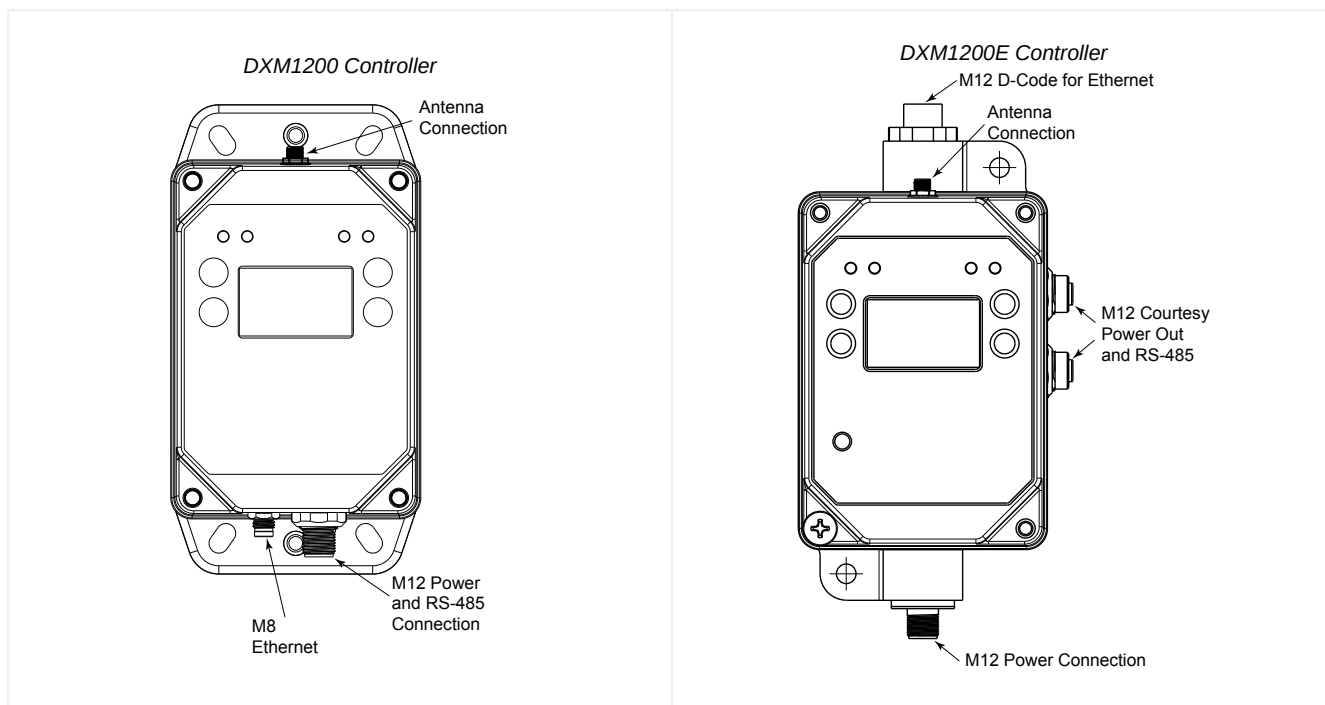 DXM1200 Controller
Antenna
Connection
M8
Ethernet
M12 Power
and RS-485
Connection
DXM1200E Controller
M12 D-Code for Ethernet
Antenna
Connection
M12 Courtesy
Power Out
and RS-485
M12 Power Connection